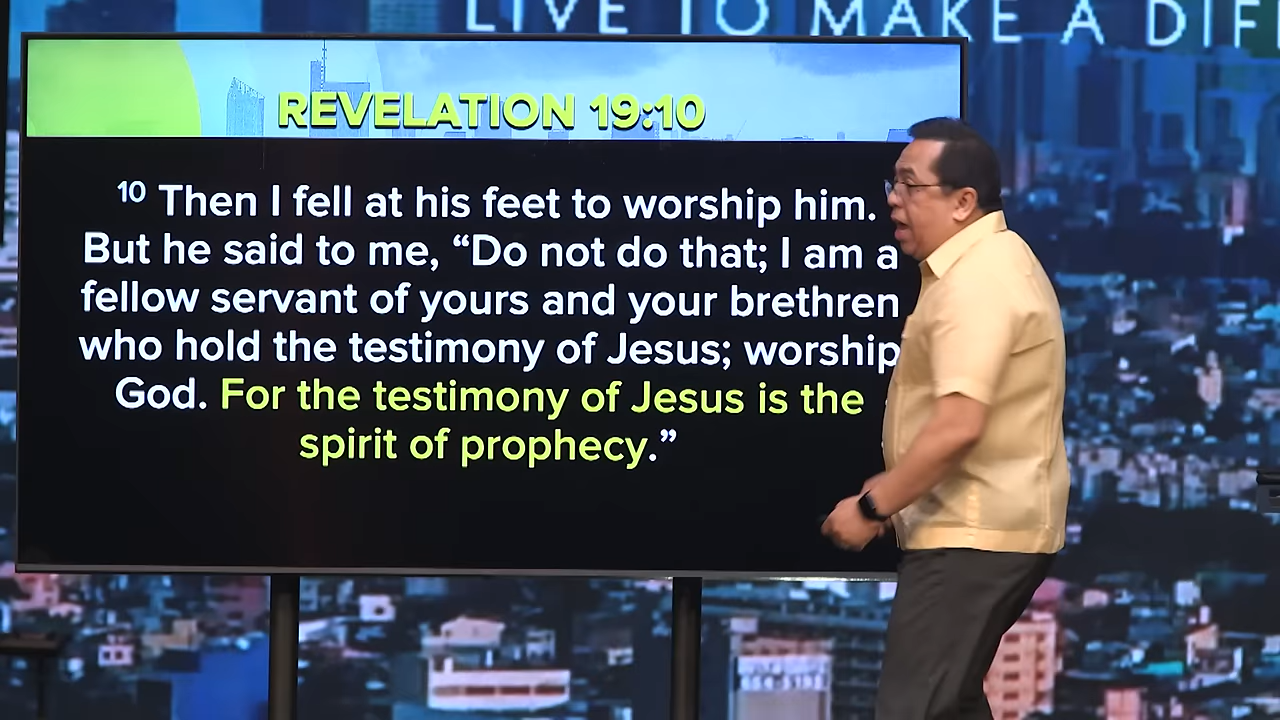 LIVE TO MAKE A DIF
REVELATION 19:10
10 Then I fell at his feet to worship him.
But he said to me, “Do not do that; I am a
fellow servant of yours and your brethren
who hold the testimony of Jesus; worship
God. For the testimony of Jesus is the
spirit of prophecy.”